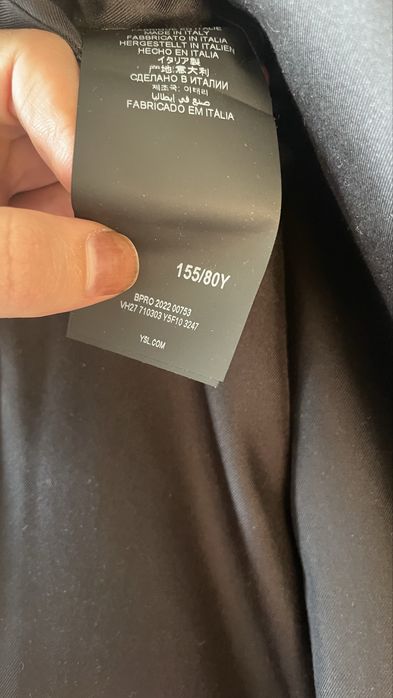 MADE IN ITALY
FABBRICATO IN ITALIA
HERGESTELLT IN ITALIEN
HECHO EN ITALIA
イタリア製
产地:意大利
СДЕЛАНО В ИТАЛИИ
제조국: 이태리
صنع في إيطاليا
FABRICADO EM ITÁLIA
155/80Y
BPRO 2022 00753
VH27 710303 Y5F10 3247
YSL.COM